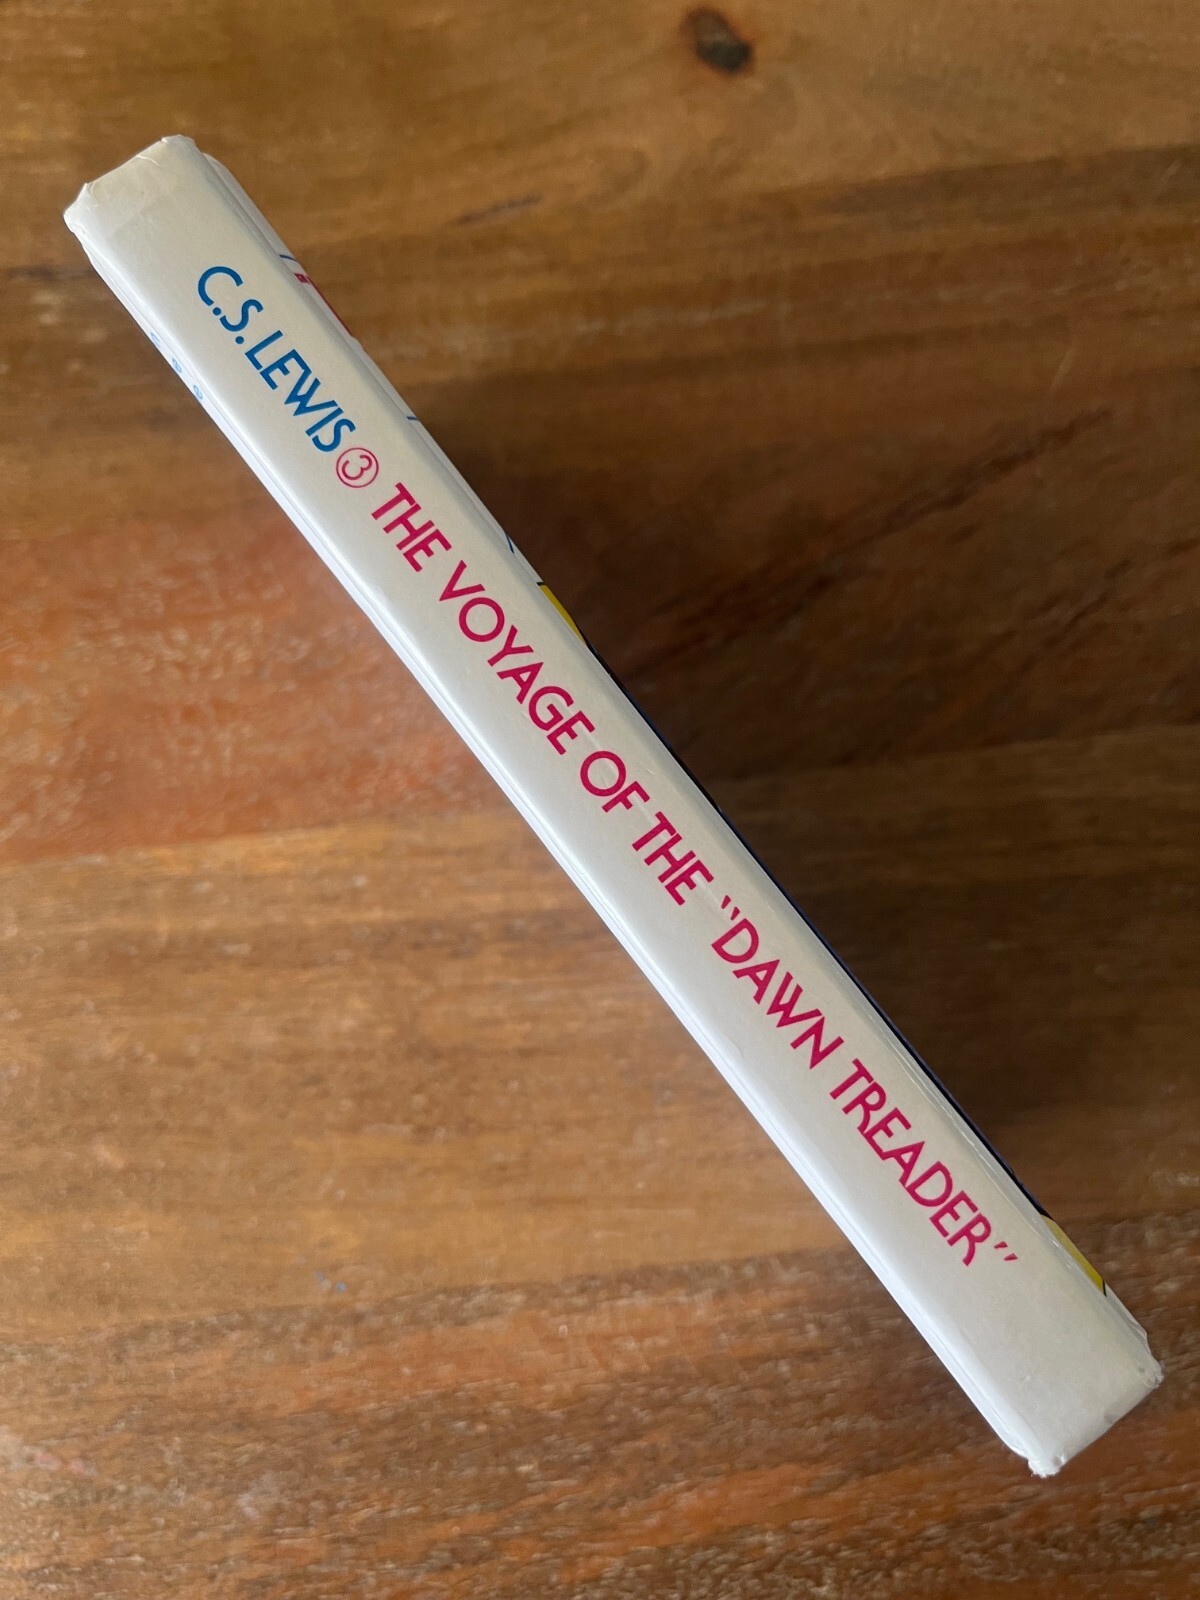 C.S. LEWIS ③ THE VOYAGE OF THE "DAWN TREADER"